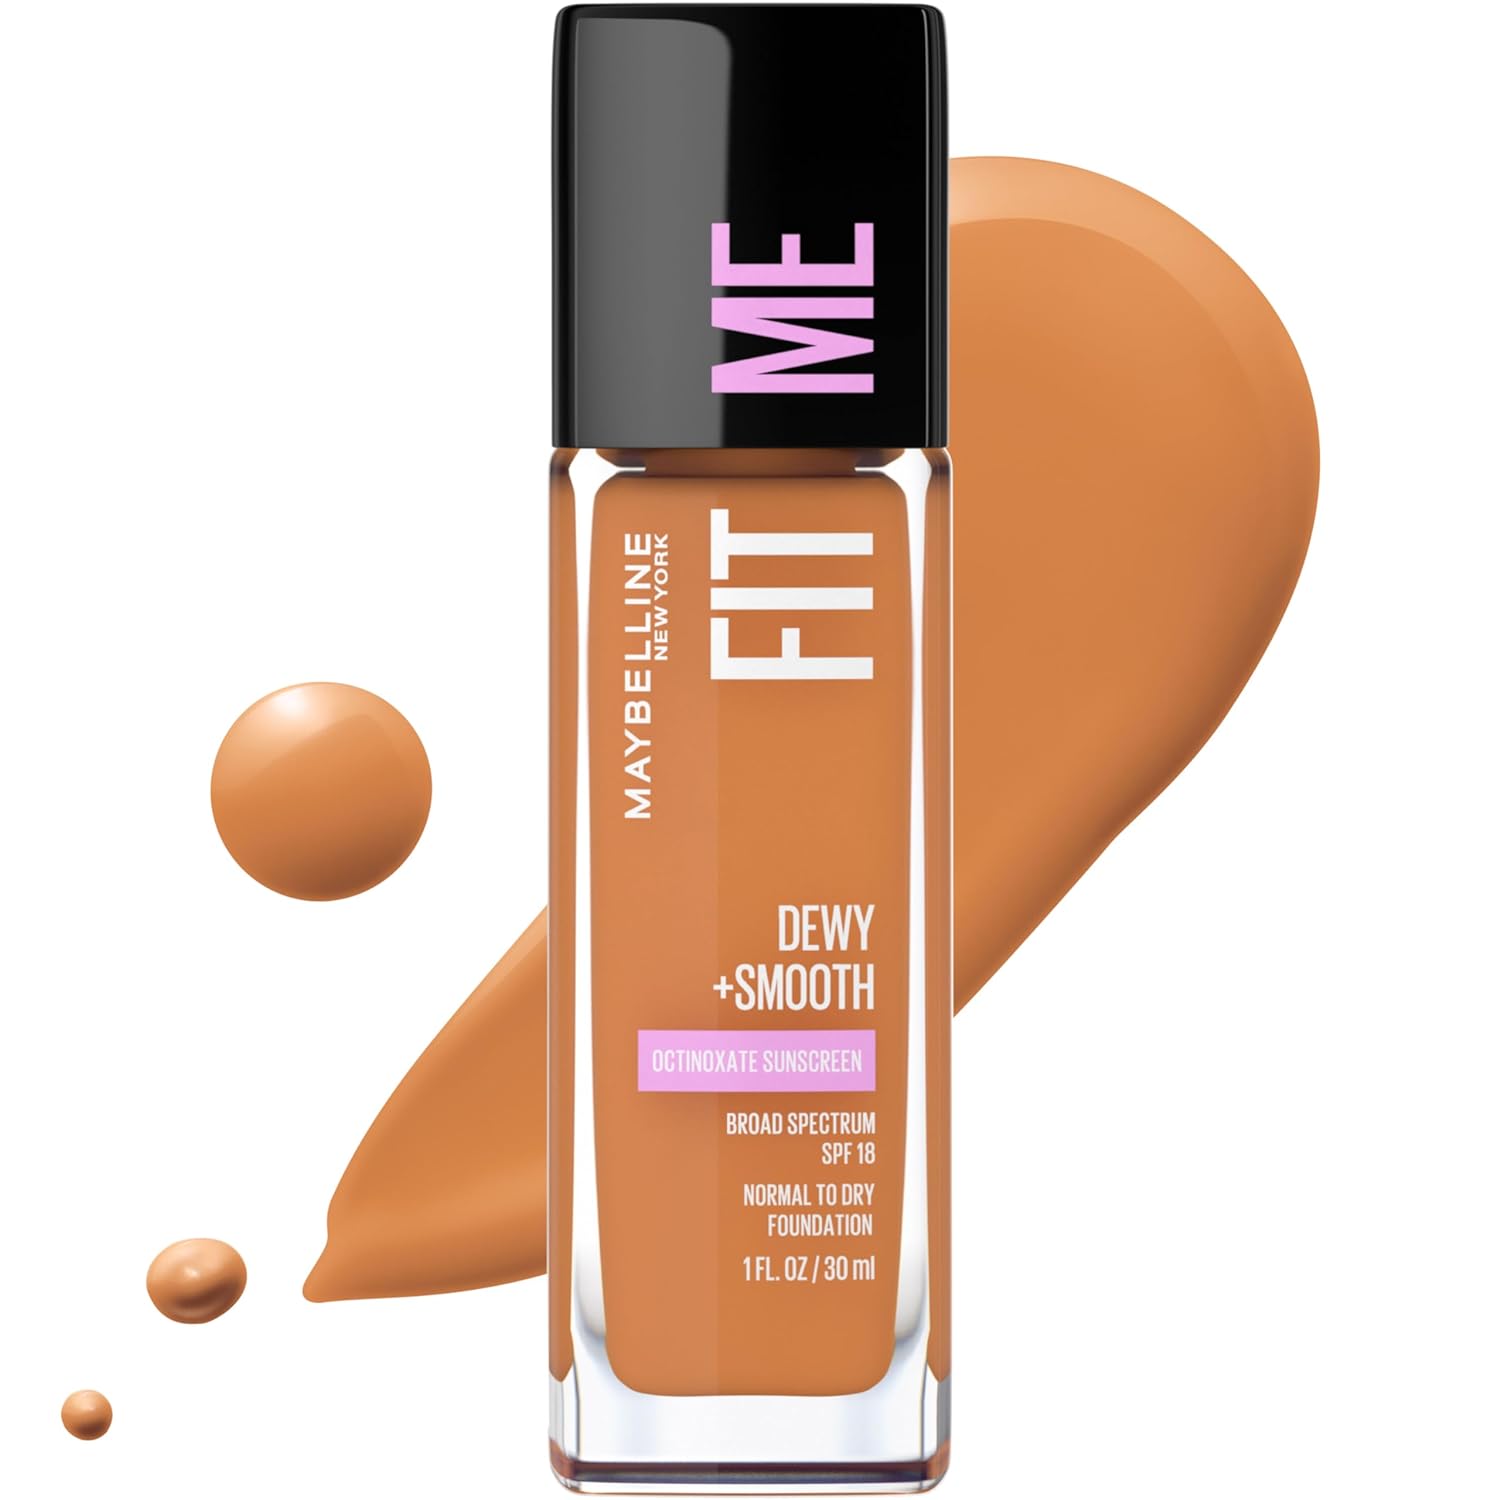 ME
FIT
MAYBELLINE
NEW YORK
DEWY
+SMOOTH
OCTINOXATE SUNSCREEN
BROAD SPECTRUM
SPF 18
NORMAL TO DRY
FOUNDATION
1 FL. OZ / 30 ml